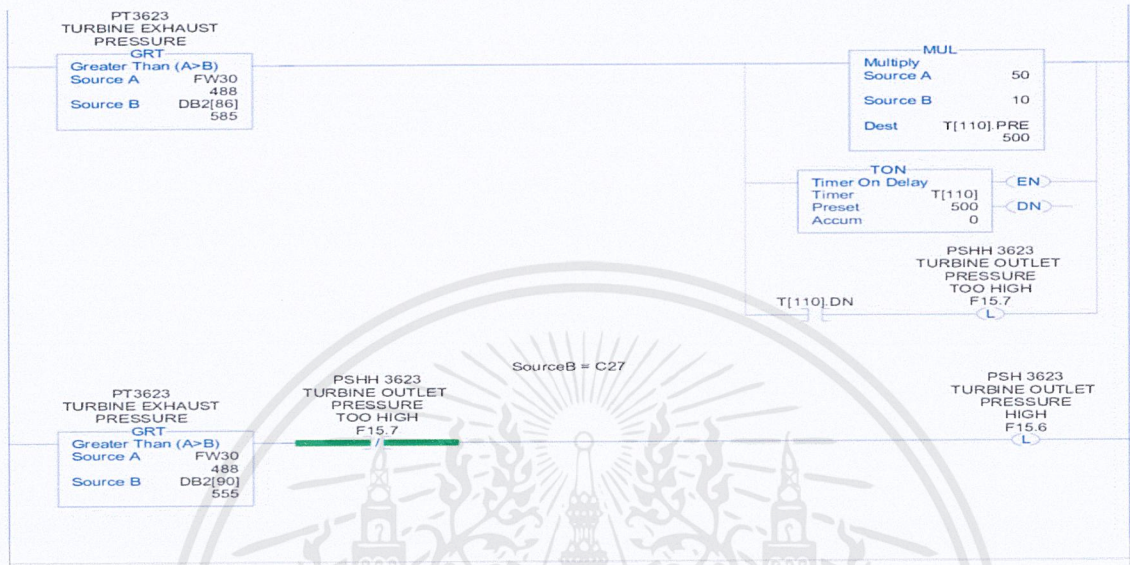 PT3623
TURBINE EXHAUST
PRESSURE
GRT
Greater Than (A>B)
Source A FW30
488
Source B DB2[86]
585
MUL
Multiply
Source A 50
Source B 10
Dest T[110].PRE
500
TON
Timer On Delay
Timer T[110]
Preset 500
Accum 0
EN
DN
PSHH 3623
TURBINE OUTLET
PRESSURE
TOO HIGH
F15.7
L
T[110].DN
SourceB = C27
PT3623
TURBINE EXHAUST
PRESSURE
GRT
Greater Than (A>B)
Source A FW30
488
Source B DB2[90]
555
PSHH 3623
TURBINE OUTLET
PRESSURE
TOO HIGH
F15.7
/
PSH 3623
TURBINE OUTLET
PRESSURE
HIGH
F15.6
L